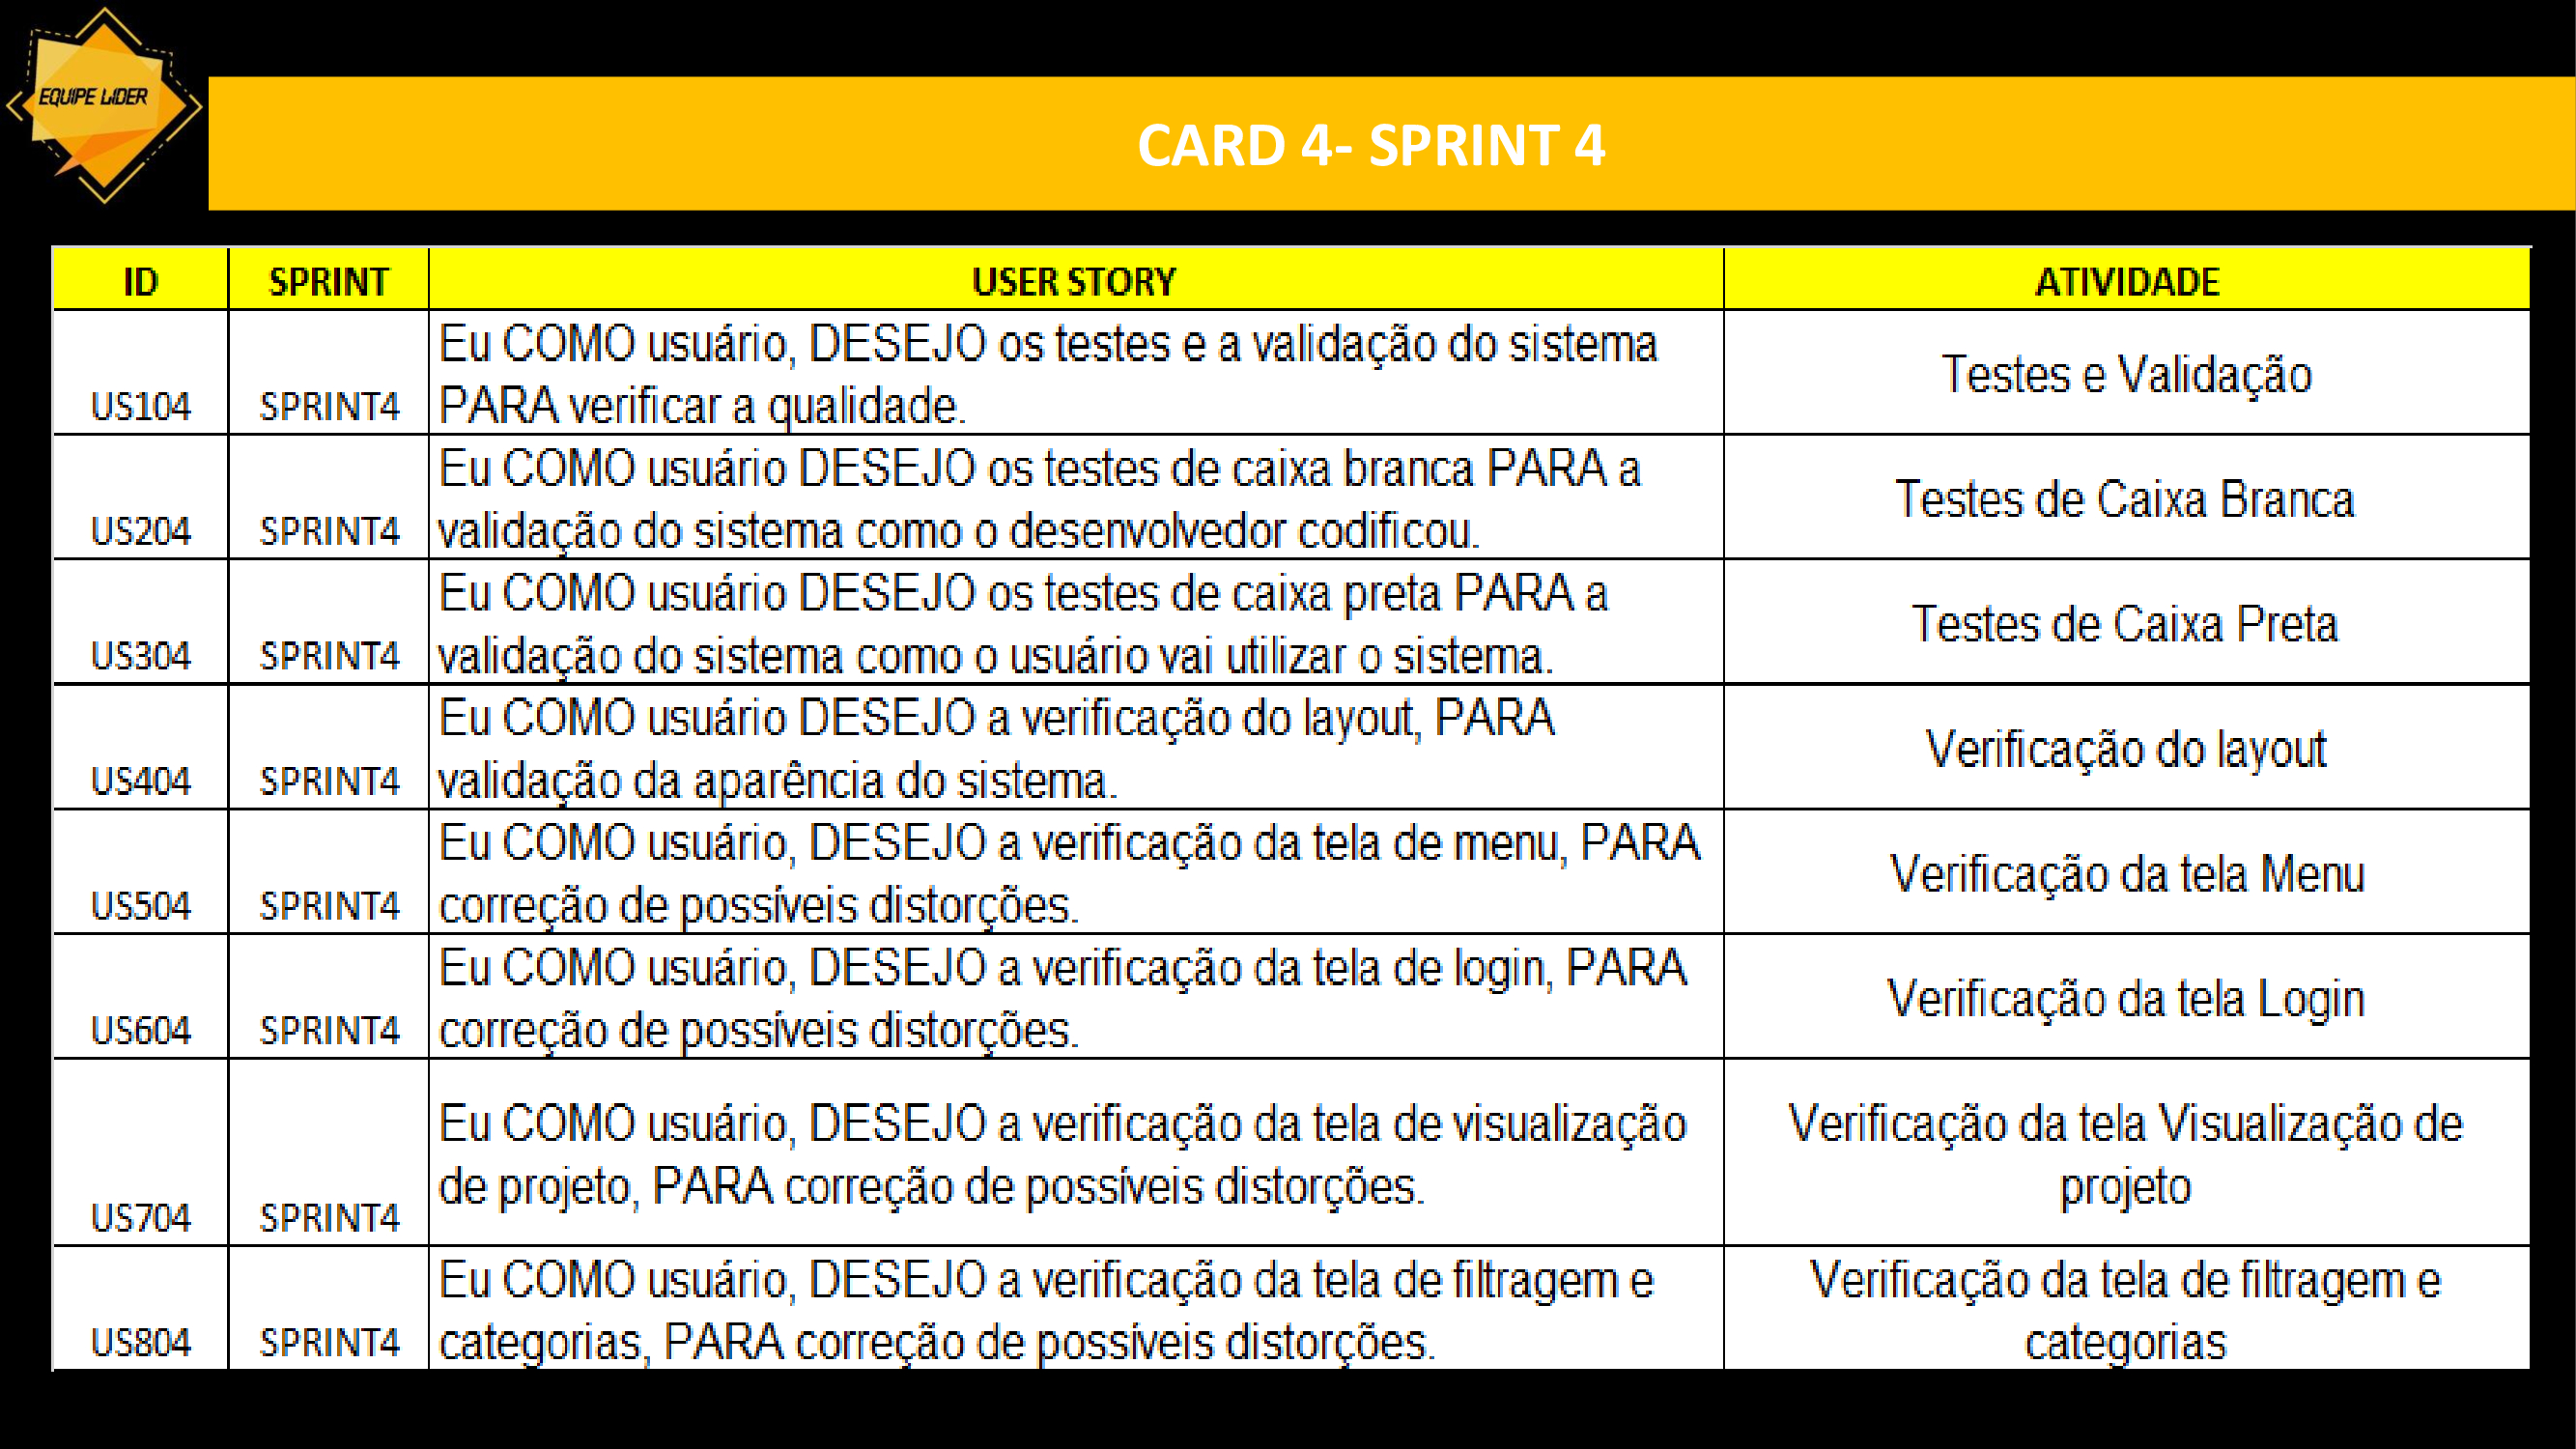 EQUIPE LIDER
CARD 4- SPRINT 4
ID SPRINT USER STORY ATIVIDADE
US104 SPRINT4 Eu COMO usuário, DESEJO os testes e a validação do sistema
PARA verificar a qualidade.
Testes e Validação
US204 SPRINT4 Eu COMO usuário DESEJO os testes de caixa branca PARA a
validação do sistema como o desenvolvedor codificou.
Testes de Caixa Branca
US304 SPRINT4 Eu COMO usuário DESEJO os testes de caixa preta PARA a
validação do sistema como o usuário vai utilizar o sistema.
Testes de Caixa Preta
US404 SPRINT4 Eu COMO usuário DESEJO a verificação do layout, PARA
validação da aparência do sistema.
Verificação do layout
US504 SPRINT4 Eu COMO usuário, DESEJO a verificação da tela de menu, PARA
correção de possíveis distorções.
Verificação da tela Menu
US604 SPRINT4 Eu COMO usuário, DESEJO a verificação da tela de login, PARA
correção de possíveis distorções.
Verificação da tela Login
US704 SPRINT4 Eu COMO usuário, DESEJO a verificação da tela de visualização
de projeto, PARA correção de possíveis distorções.
Verificação da tela Visualização de
projeto
US804 SPRINT4 Eu COMO usuário, DESEJO a verificação da tela de filtragem e
categorias, PARA correção de possíveis distorções.
Verificação da tela de filtragem e
categorias